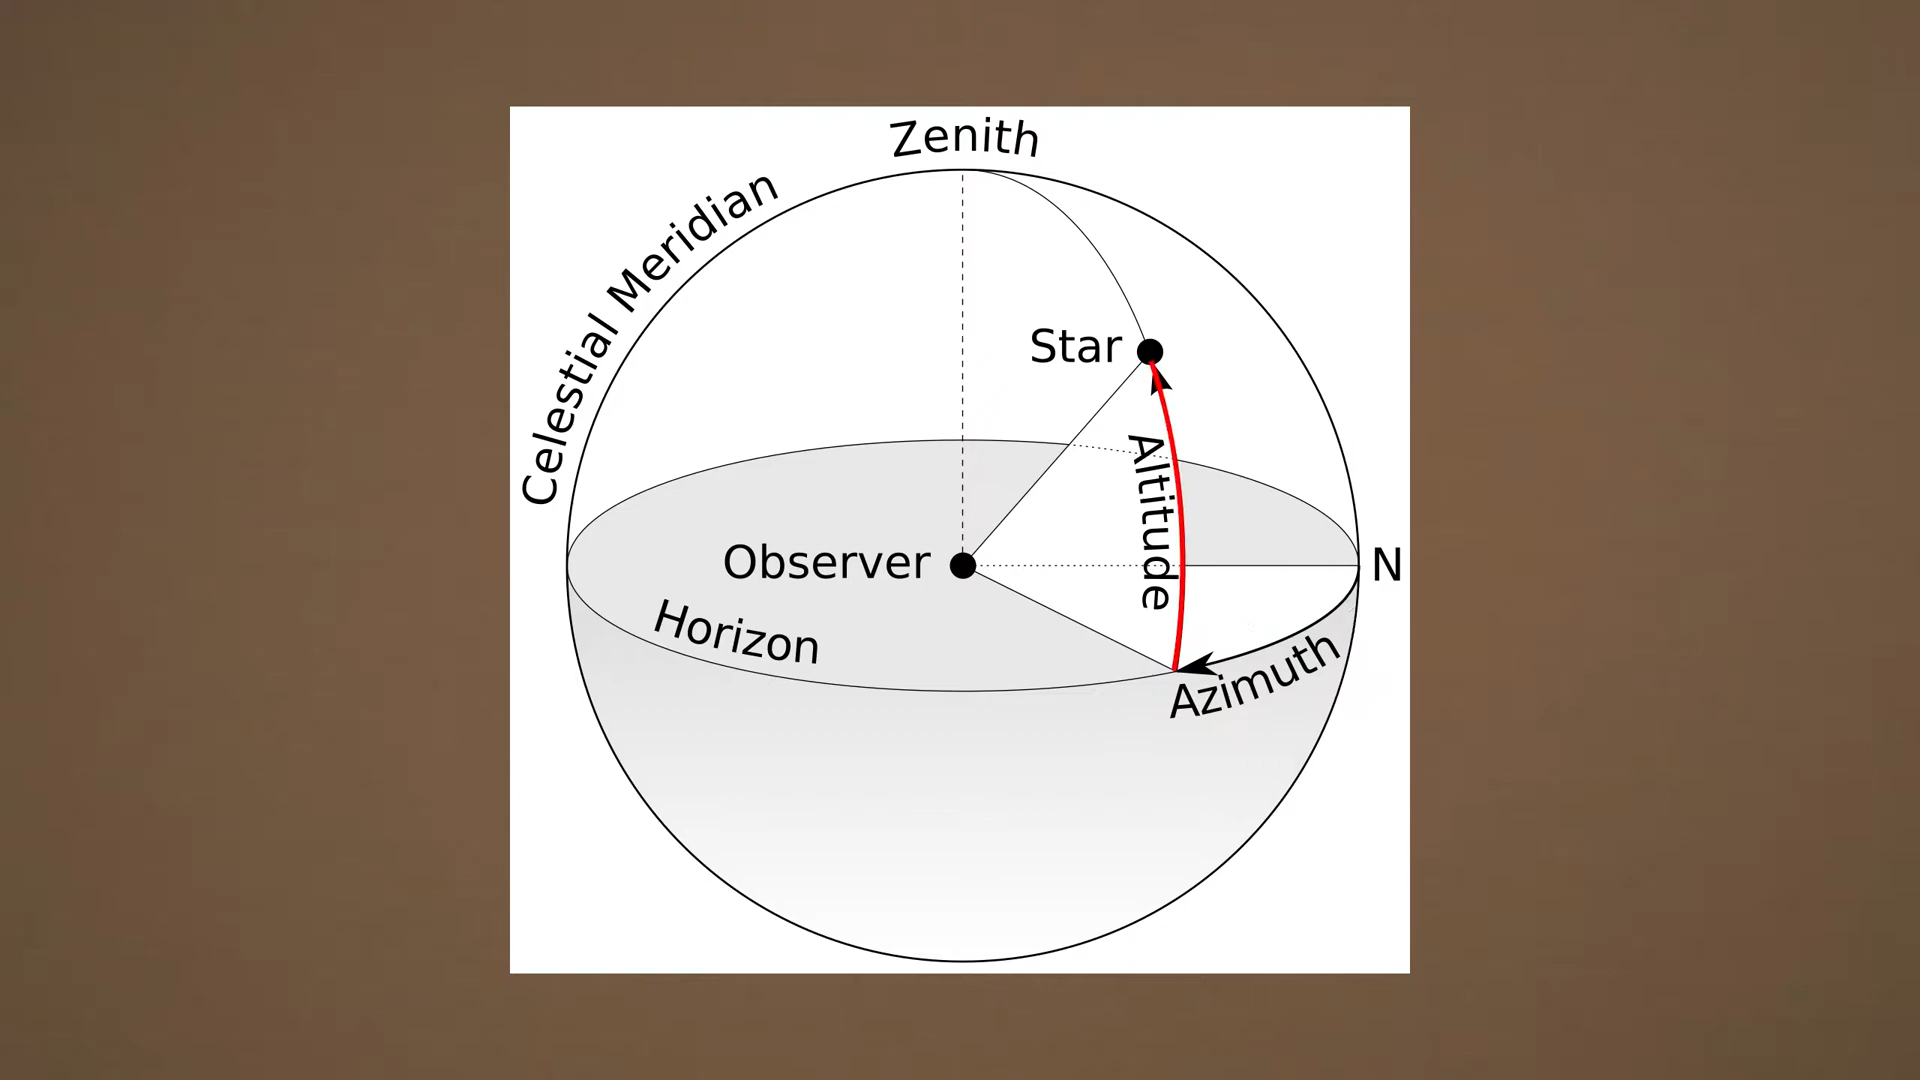 Zenith
Celestial Meridian
Star
Altitude
Observer
N
Horizon
Azimuth